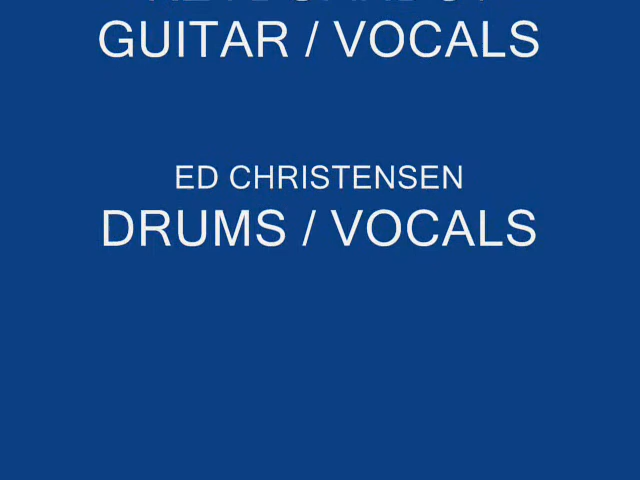 GUITAR / VOCALS
ED CHRISTENSEN
DRUMS / VOCALS